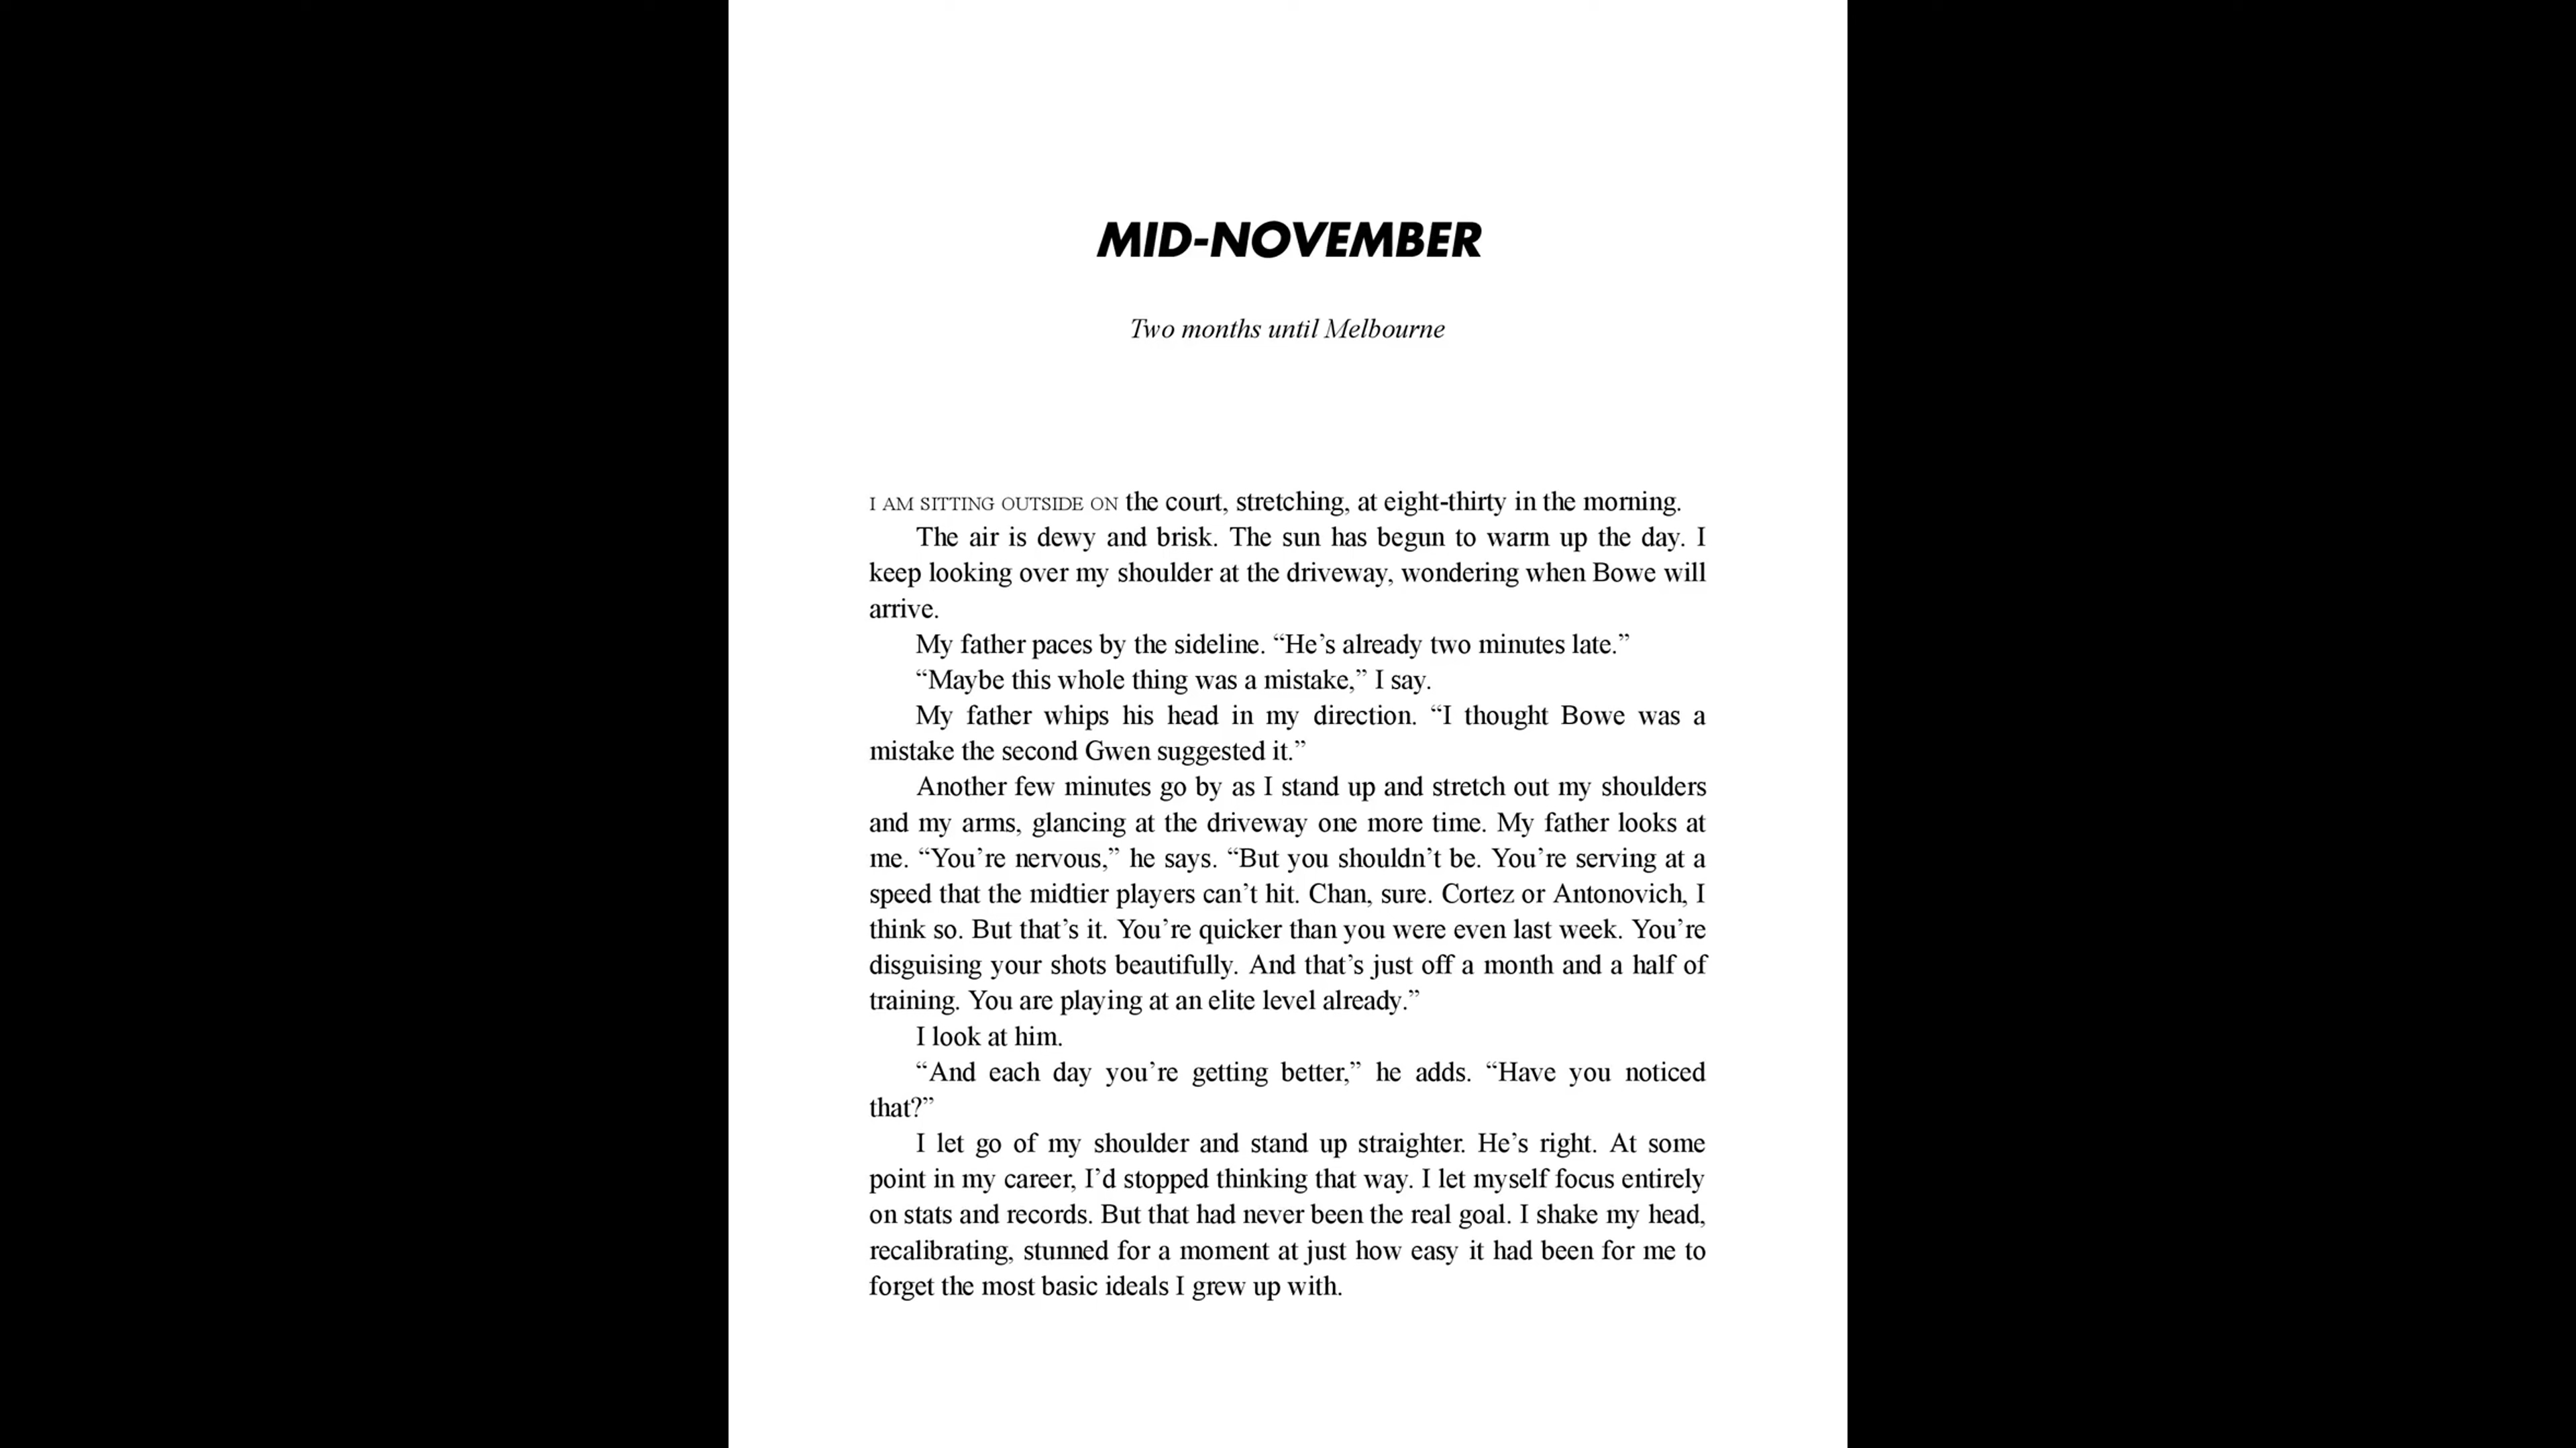 MID-NOVEMBER
Two months until Melbourne
I AM SITTING OUTSIDE ON the court, stretching, at eight-thirty in the morning.
The air is dewy and brisk. The sun has begun to warm up the day. I
keep looking over my shoulder at the driveway, wondering when Bowe will
arrive.
My father paces by the sideline. “He’s already two minutes late.”
“Maybe this whole thing was a mistake,” I say.
My father whips his head in my direction. “I thought Bowe was a
mistake the second Gwen suggested it.”
Another few minutes go by as I stand up and stretch out my shoulders
and my arms, glancing at the driveway one more time. My father looks at
me. “You’re nervous,” he says. “But you shouldn’t be. You’re serving at a
speed that the midtier players can’t hit. Chan, sure. Cortez or Antonovich, I
think so. But that’s it. You’re quicker than you were even last week. You’re
disguising your shots beautifully. And that’s just off a month and a half of
training. You are playing at an elite level already.”
I look at him.
“And each day you’re getting better,” he adds. “Have you noticed
that?”
I let go of my shoulder and stand up straighter. He’s right. At some
point in my career, I’d stopped thinking that way. I let myself focus entirely
on stats and records. But that had never been the real goal. I shake my head,
recalibrating, stunned for a moment at just how easy it had been for me to
forget the most basic ideals I grew up with.